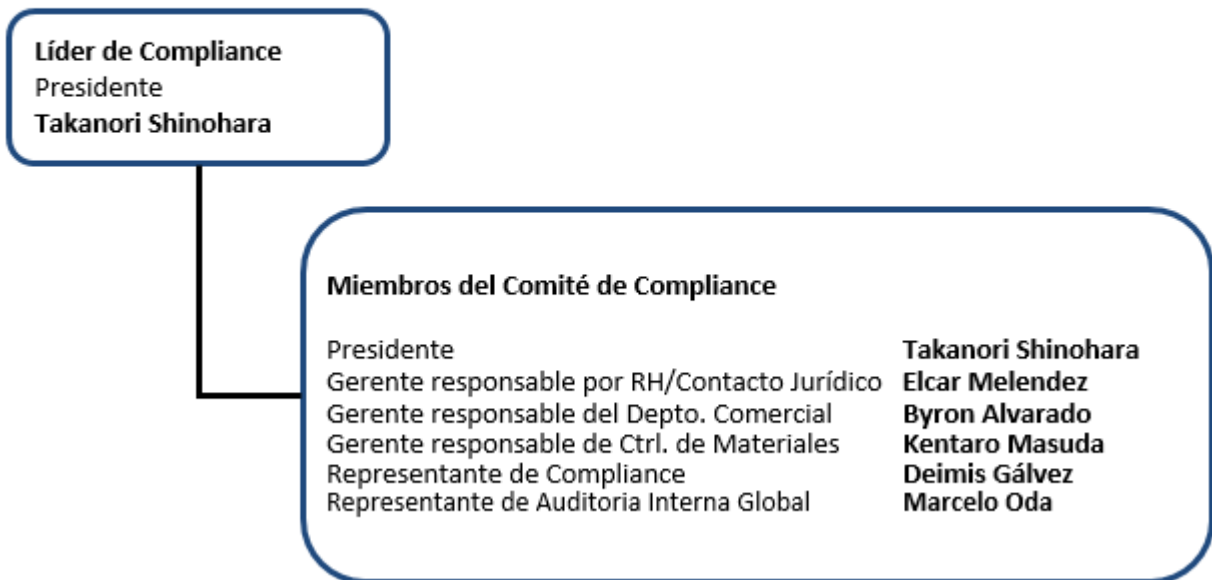 Líder de Compliance
Presidente
Takanori Shinohara
Miembros del Comité de Compliance
Presidente Takanori Shinohara
Gerente responsable por RH/Contacto Jurídico Elcar Melendez
Gerente responsable del Depto. Comercial Byron Alvarado
Gerente responsable de Ctrl. de Materiales Kentaro Masuda
Representante de Compliance Deimis Gálvez
Representante de Auditoria Interna Global Marcelo Oda